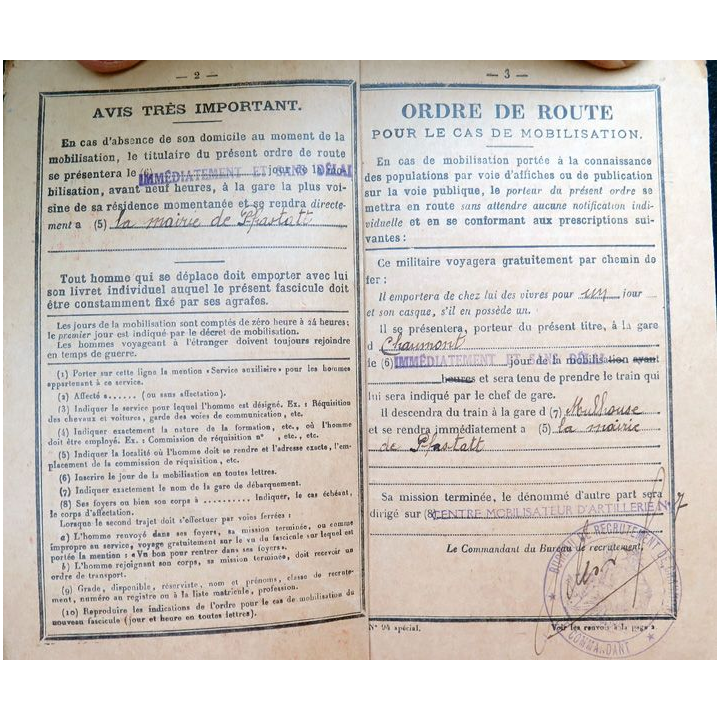 — 2 —
AVIS TRÈS IMPORTANT.
En cas d'absence de son domicile au moment de la
mobilisation, le titulaire du présent ordre de route
se présentera le (6) IMMÉDIATEMENT ET SANS DÉLAI jour de la mo-
bilisation, avant neuf heures, à la gare la plus voi-
sine de sa résidence momentanée et se rendra directe-
ment a (5) la mairie de Pfastatt
Tout homme qui se déplace doit emporter avec lui
son livret individuel auquel le présent fascicule doit
être constamment fixé par ses agrafes.
Les jours de la mobilisation sont comptés de zéro heure à 24 heures;
le premier jour est indiqué par le décret de mobilisation.
Les hommes voyageant à l'étranger doivent toujours rejoindre
en temps de guerre.
(1) Porter sur cette ligne la mention « Service auxiliaire » pour les hommes
appartenant à ce service.
(2) Affecté a...... (ou sans affectation).
(3) Indiquer le service pour lequel l'homme est désigné. Ex. : Réquisition
des chevaux et voitures, garde des voies de communication, etc.
(4) Indiquer exactement la nature de la formation, etc., où l'homme
doit être employé. Ex. : Commission de réquisition n° , etc., etc.
(5) Indiquer la localité où l'homme doit se rendre et l'adresse exacte, l'em-
placement de la commission de réquisition, etc.
(6) Inscrire le jour de la mobilisation en toutes lettres.
(7) Indiquer exactement le nom de la gare de débarquement.
(8) Ses foyers ou bien son corps à .......... Indiquer, le cas échéant,
le corps d'affectation.
Lorsque le second trajet doit s'effectuer par voies ferrées :
a) L'homme renvoyé dans ses foyers, sa mission terminée, ou comme
impropre au service, voyage gratuitement sur le vu du fascicule sur lequel est
portée la mention : « Vu bon pour rentrer dans ses foyers ».
b) L'homme rejoignant son corps, sa mission terminée, doit recevoir un
ordre de transport.
(9) Grade, disponible, réserviste, nom et prénoms, classe de recrute-
ment, numéro au registre ou à la liste matricule, profession.
(10) Reproduire les indications de l'ordre pour le cas de mobilisation du
nouveau fascicule (jour et heure en toutes lettres).
— 3 —
ORDRE DE ROUTE
POUR LE CAS DE MOBILISATION.
En cas de mobilisation portée à la connaissance
des populations par voie d'affiches ou de publication
sur la voie publique, le porteur du présent ordre se
mettra en route sans attendre aucune notification indi-
viduelle et en se conformant aux prescriptions sui-
vantes :
Ce militaire voyagera gratuitement par chemin de
fer :
Il emportera de chez lui des vivres pour un jour
et son casque, s'il en possède un.
Il se présentera, porteur du présent titre, à la gare
d Chaumont
le (6) IMMÉDIATEMENT ET SANS DÉLAI jour de la mobilisation avant
heures et sera tenu de prendre le train qui
lui sera indiqué par le chef de gare.
Il descendra du train à la gare d (7) Mulhouse
et se rendra immédiatement a (5) la mairie
de Pfastatt
Sa mission terminée, le dénommé d'autre part sera
dirigé sur (8) CENTRE MOBILISATEUR D'ARTILLERIE N° 7
Le Commandant du Bureau de recrutement,
BUREAU DE RECRUTEMENT
COMMANDANT
N° 94 spécial.
Voir les renvois à la page 2.